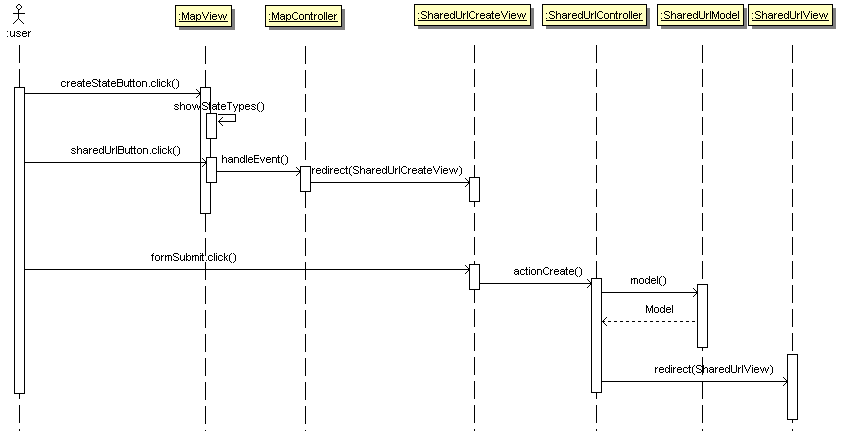 :MapView
:MapController
:SharedUrlCreateView
:SharedUrlController
:SharedUrlModel
:SharedUrlView
:user
createStateButton.click()
showStateTypes()
sharedUrlButton.click()
handleEvent()
redirect(SharedUrlCreateView)
formSubmit.click()
actionCreate()
model()
Model
redirect(SharedUrlView)